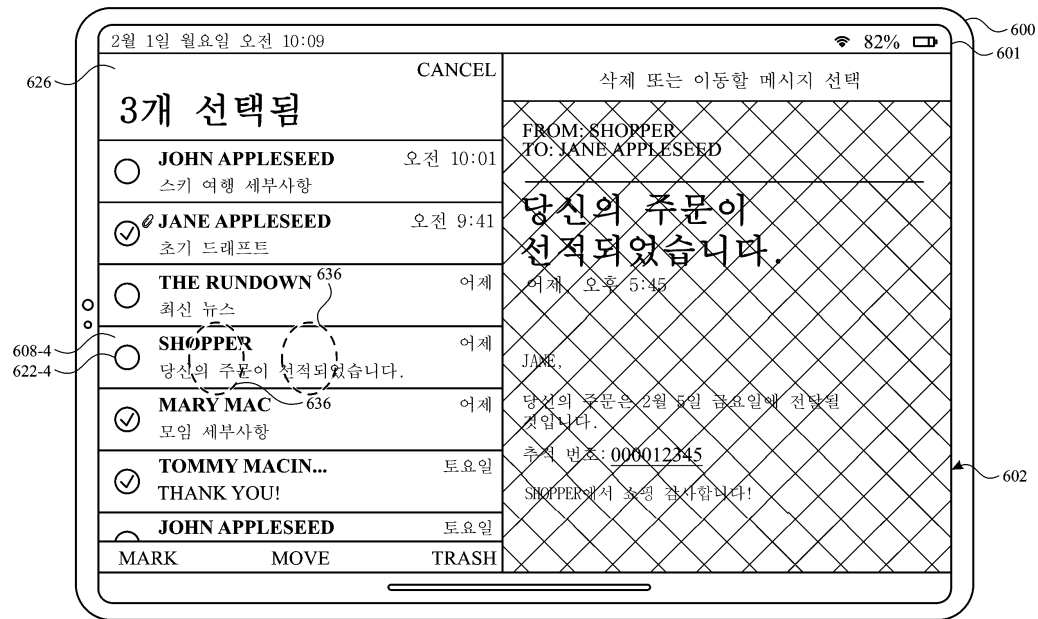 2월 1일 월요일 오전 10:09
82%
600
601
626
CANCEL
3개 선택됨
삭제 또는 이동할 메시지 선택
JOHN APPLESEED 오전 10:01
스키 여행 세부사항
JANE APPLESEED 오전 9:41
초기 드래프트
THE RUNDOWN 어제
636
최신 뉴스
608-4
SHOPPER 어제
622-4
당신의 주문이 선적되었습니다.
MARY MAC 어제
636
모임 세부사항
TOMMY MACIN... 토요일
THANK YOU!
JOHN APPLESEED 토요일
MARK MOVE TRASH
FROM: SHOPPER
TO: JANE APPLESEED
당신의 주문이
선적되었습니다.
어제, 오후 5:45
JANE,
당신의 주문은 2월 5일 금요일에 전달될
것입니다.
추적 번호: 000012345
SHOPPER에서 쇼핑 감사합니다!
602